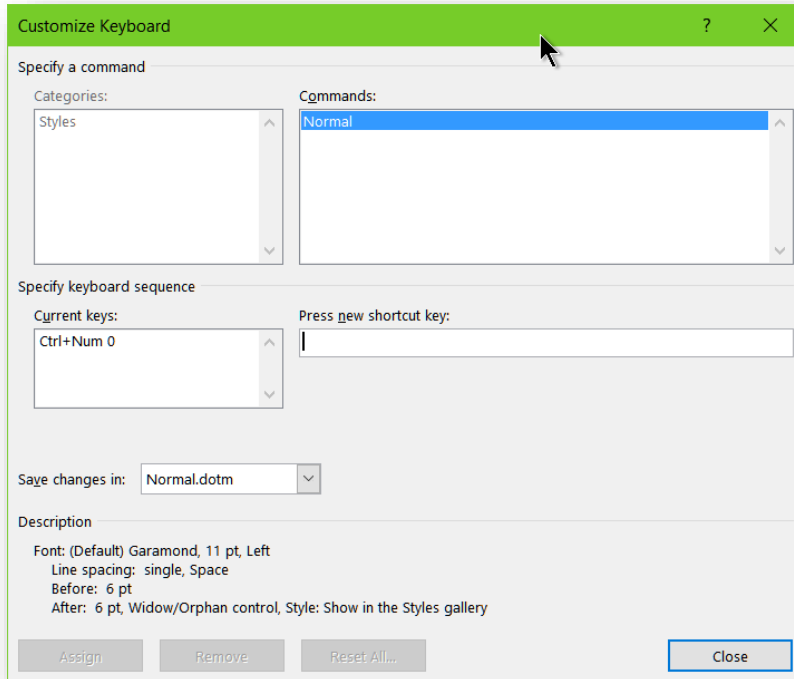 Customize Keyboard ?
Specify a command
Categories: Commands:
Styles Normal
Specify keyboard sequence
Current keys: Press new shortcut key:
Ctrl+Num 0
Save changes in: Normal.dotm
Description
Font: (Default) Garamond, 11 pt, Left
Line spacing: single, Space
Before: 6 pt
After: 6 pt, Widow/Orphan control, Style: Show in the Styles gallery
Assign Remove Reset All... Close